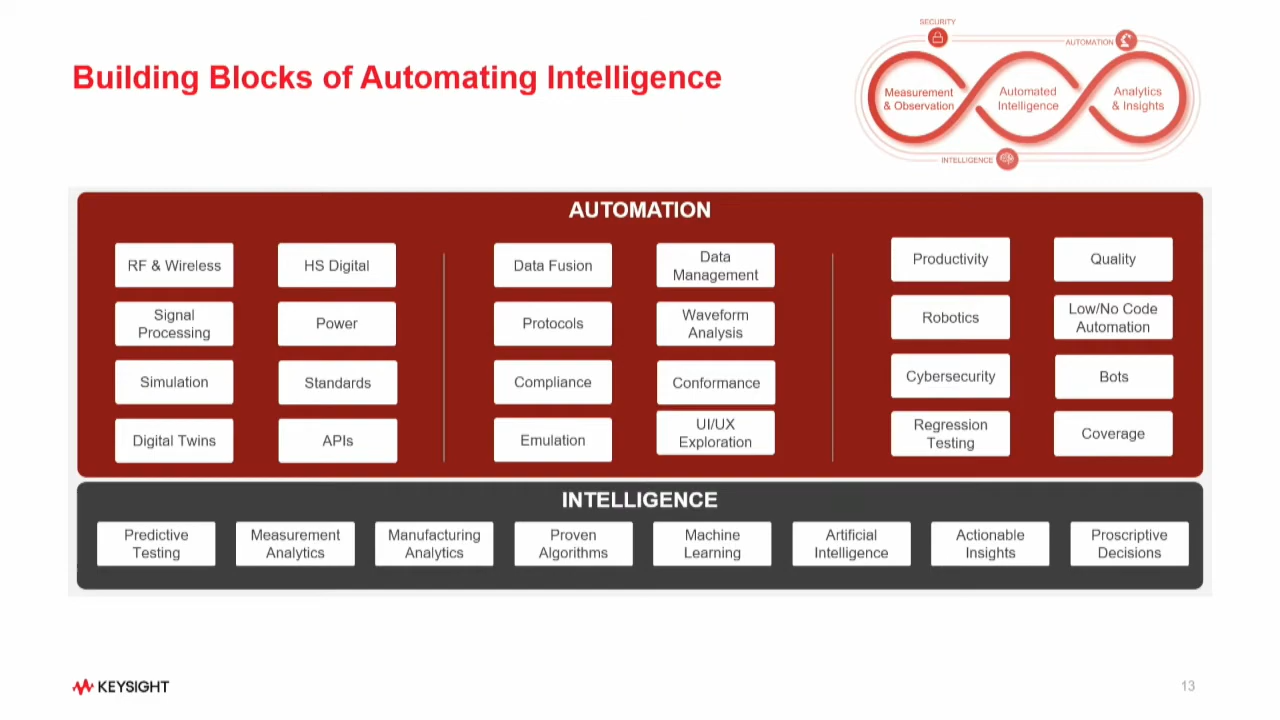 Building Blocks of Automating Intelligence
SECURITY
AUTOMATION
Measurement
& Observation
Automated
Intelligence
Analytics
& Insights
INTELLIGENCE
AUTOMATION
RF & Wireless
HS Digital
Signal
Processing
Power
Simulation
Standards
Digital Twins
APIs
Data Fusion
Data
Management
Protocols
Waveform
Analysis
Compliance
Conformance
Emulation
UI/UX
Exploration
Productivity
Quality
Robotics
Low/No Code
Automation
Cybersecurity
Bots
Regression
Testing
Coverage
INTELLIGENCE
Predictive
Testing
Measurement
Analytics
Manufacturing
Analytics
Proven
Algorithms
Machine
Learning
Artificial
Intelligence
Actionable
Insights
Proscriptive
Decisions
KEYSIGHT
13